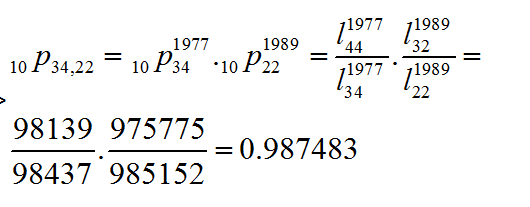 ₁₀p₃₄,₂₂ = ₁₀p₃₄¹⁹⁷⁷ . ₁₀p₂₂¹⁹⁸⁹ = l₄₄¹⁹⁷⁷/l₃₄¹⁹⁷⁷ . l₃₂¹⁹⁸⁹/l₂₂¹⁹⁸⁹ =
98139/98437 . 975775/985152 = 0.987483